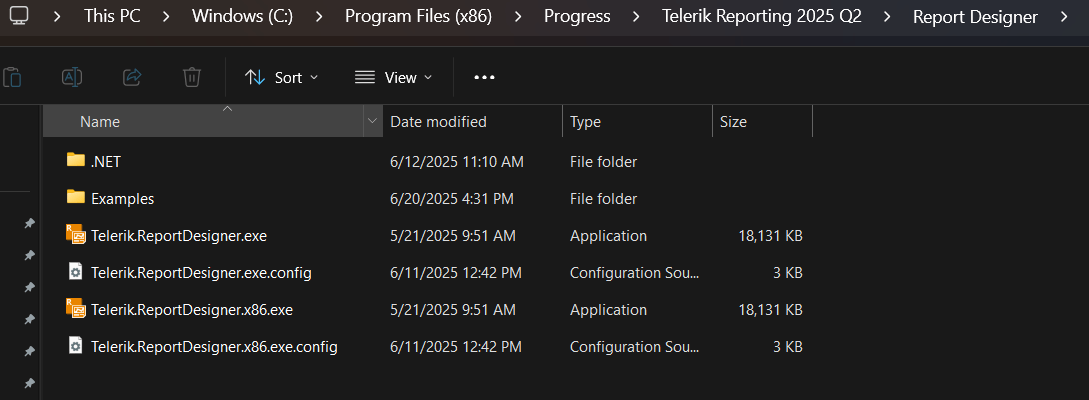 This PC > Windows (C:) > Program Files (x86) > Progress > Telerik Reporting 2025 Q2 > Report Designer >
Sort View •••
Name Date modified Type Size
.NET 6/12/2025 11:10 AM File folder
Examples 6/20/2025 4:31 PM File folder
Telerik.ReportDesigner.exe 5/21/2025 9:51 AM Application 18,131 KB
Telerik.ReportDesigner.exe.config 6/11/2025 12:42 PM Configuration Sou... 3 KB
Telerik.ReportDesigner.x86.exe 5/21/2025 9:51 AM Application 18,131 KB
Telerik.ReportDesigner.x86.exe.config 6/11/2025 12:42 PM Configuration Sou... 3 KB